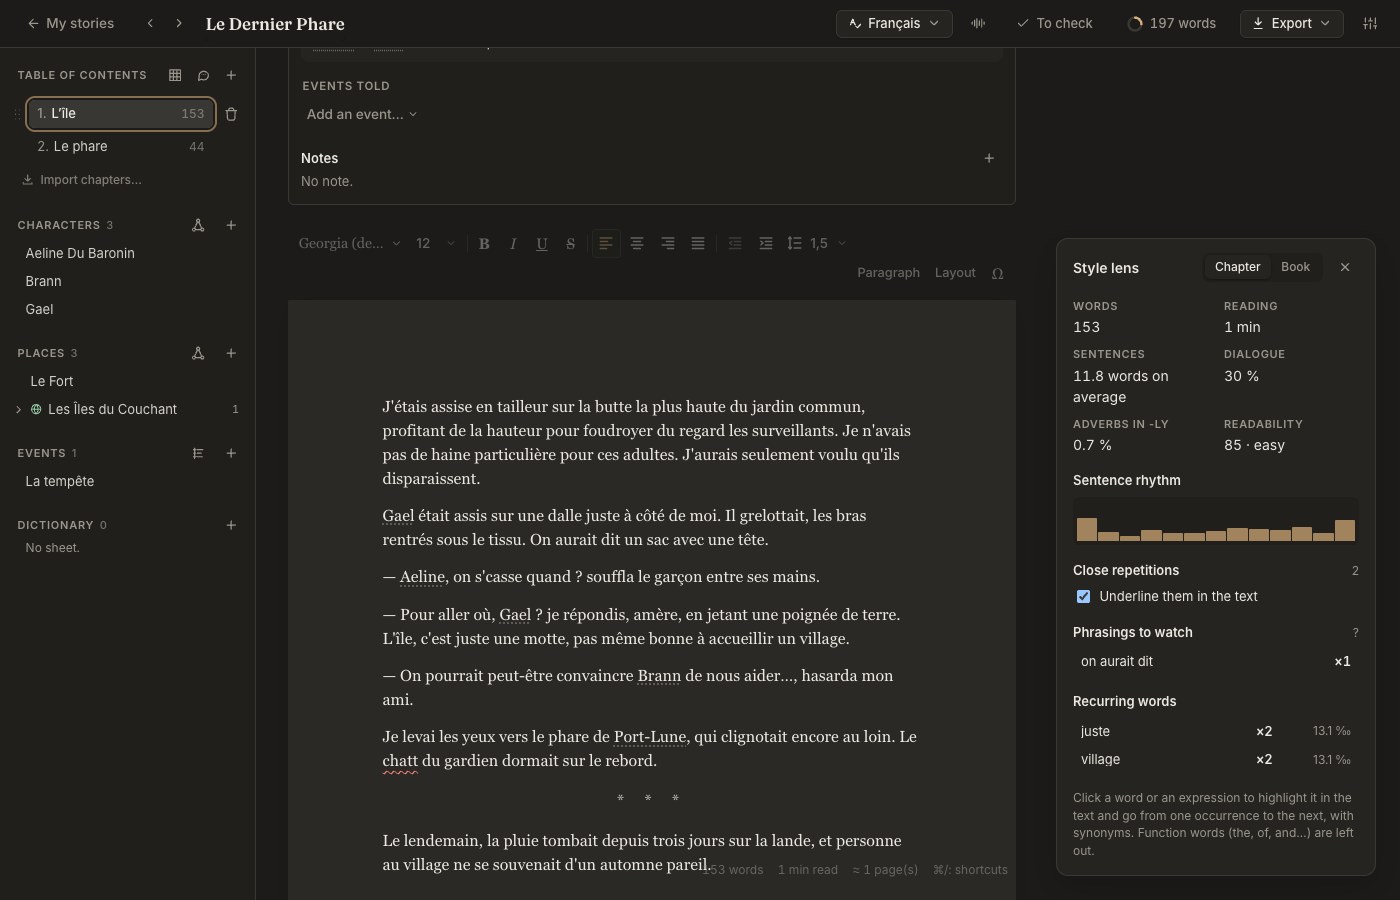 My stories
Le Dernier Phare
Français
To check
197 words
Export
TABLE OF CONTENTS
1. L'île 153
2. Le phare 44
Import chapters...
CHARACTERS 3
Aeline Du Baronin
Brann
Gael
PLACES 3
Le Fort
Les Îles du Couchant 1
EVENTS 1
La tempête
DICTIONARY 0
No sheet.
EVENTS TOLD
Add an event...
Notes
No note.
Georgia (de... 12 B I U S 1,5
Paragraph Layout Ω
J'étais assise en tailleur sur la butte la plus haute du jardin commun,
profitant de la hauteur pour foudroyer du regard les surveillants. Je n'avais
pas de haine particulière pour ces adultes. J'aurais seulement voulu qu'ils
disparaissent.
Gael était assis sur une dalle juste à côté de moi. Il grelottait, les bras
rentrés sous le tissu. On aurait dit un sac avec une tête.
— Aeline, on s'casse quand ? souffla le garçon entre ses mains.
— Pour aller où, Gael ? je répondis, amère, en jetant une poignée de terre.
L'île, c'est juste une motte, pas même bonne à accueillir un village.
— On pourrait peut-être convaincre Brann de nous aider..., hasarda mon
ami.
Je levai les yeux vers le phare de Port-Lune, qui clignotait encore au loin. Le
chatt du gardien dormait sur le rebord.
* * *
Le lendemain, la pluie tombait depuis trois jours sur la lande, et personne
au village ne se souvenait d'un automne pareil.
153 words 1 min read ≈ 1 page(s) ⌘/: shortcuts
Style lens
Chapter Book
WORDS READING
153 1 min
SENTENCES DIALOGUE
11.8 words on 30 %
average
ADVERBS IN -LY READABILITY
0.7 % 85 · easy
Sentence rhythm
Close repetitions 2
Underline them in the text
Phrasings to watch ?
on aurait dit ×1
Recurring words
juste ×2 13.1 ‰
village ×2 13.1 ‰
Click a word or an expression to highlight it in the
text and go from one occurrence to the next, with
synonyms. Function words (the, of, and...) are left
out.